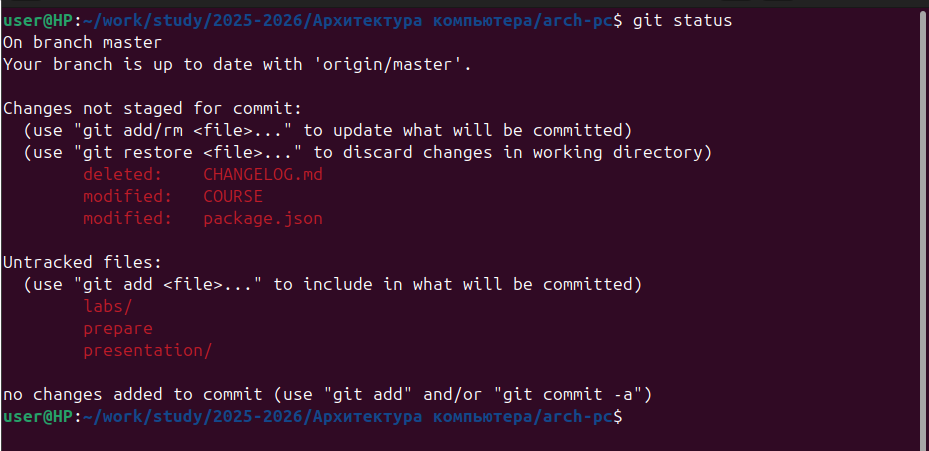 user@HP:~/work/study/2025-2026/Архитектура компьютера/arch-pc$ git status
On branch master
Your branch is up to date with 'origin/master'.

Changes not staged for commit:
  (use "git add/rm <file>..." to update what will be committed)
  (use "git restore <file>..." to discard changes in working directory)
        deleted:    CHANGELOG.md
        modified:   COURSE
        modified:   package.json

Untracked files:
  (use "git add <file>..." to include in what will be committed)
        labs/
        prepare
        presentation/

no changes added to commit (use "git add" and/or "git commit -a")
user@HP:~/work/study/2025-2026/Архитектура компьютера/arch-pc$